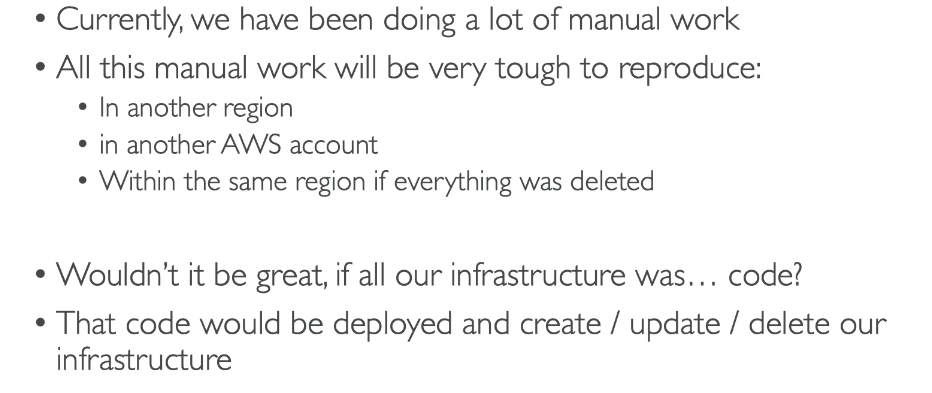 • Currently, we have been doing a lot of manual work
• All this manual work will be very tough to reproduce:
• In another region
• in another AWS account
• Within the same region if everything was deleted
• Wouldn't it be great, if all our infrastructure was… code?
• That code would be deployed and create / update / delete our
infrastructure